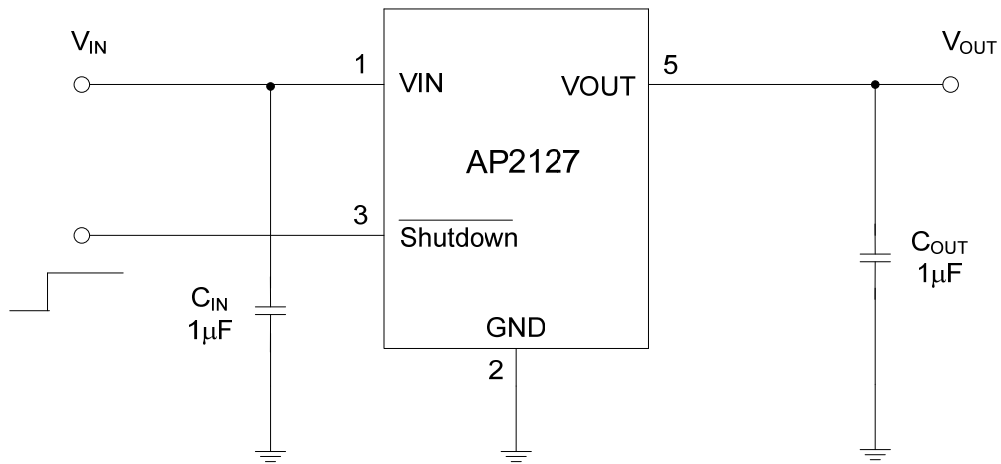 VIN
VOUT
1
5
VIN
VOUT
AP2127
3
Shutdown
COUT
1μF
CIN
1μF
GND
2